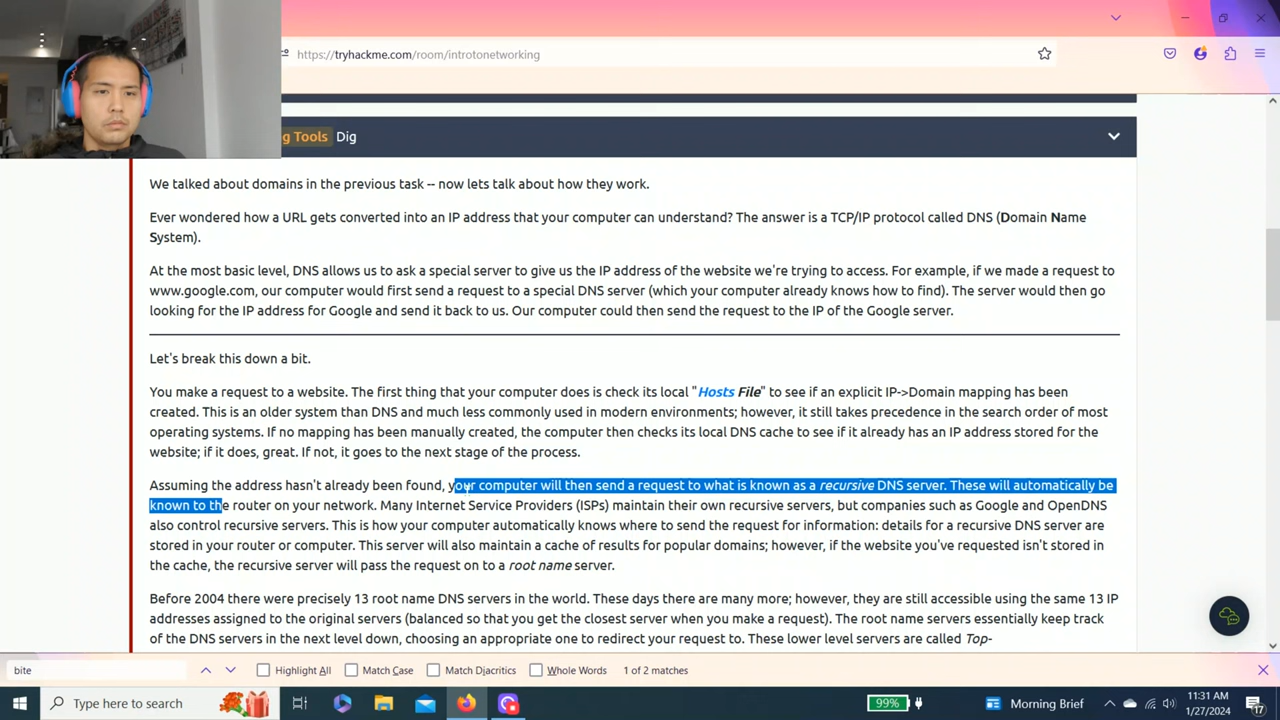 https://tryhackme.com/room/introtonetworking
g Tools Dig
We talked about domains in the previous task -- now lets talk about how they work.
Ever wondered how a URL gets converted into an IP address that your computer can understand? The answer is a TCP/IP protocol called DNS (Domain Name
System).
At the most basic level, DNS allows us to ask a special server to give us the IP address of the website we're trying to access. For example, if we made a request to
www.google.com, our computer would first send a request to a special DNS server (which your computer already knows how to find). The server would then go
looking for the IP address for Google and send it back to us. Our computer could then send the request to the IP of the Google server.
Let's break this down a bit.
You make a request to a website. The first thing that your computer does is check its local "Hosts File" to see if an explicit IP->Domain mapping has been
created. This is an older system than DNS and much less commonly used in modern environments; however, it still takes precedence in the search order of most
operating systems. If no mapping has been manually created, the computer then checks its local DNS cache to see if it already has an IP address stored for the
website; if it does, great. If not, it goes to the next stage of the process.
Assuming the address hasn't already been found, your computer will then send a request to what is known as a recursive DNS server. These will automatically be
known to the router on your network. Many Internet Service Providers (ISPs) maintain their own recursive servers, but companies such as Google and OpenDNS
also control recursive servers. This is how your computer automatically knows where to send the request for information: details for a recursive DNS server are
stored in your router or computer. This server will also maintain a cache of results for popular domains; however, if the website you've requested isn't stored in
the cache, the recursive server will pass the request on to a root name server.
Before 2004 there were precisely 13 root name DNS servers in the world. These days there are many more; however, they are still accessible using the same 13 IP
addresses assigned to the original servers (balanced so that you get the closest server when you make a request). The root name servers essentially keep track
of the DNS servers in the next level down, choosing an appropriate one to redirect your request to. These lower level servers are called Top-
bite Highlight All Match Case Match Diacritics Whole Words 1 of 2 matches
Type here to search 99% Morning Brief 11:31 AM
1/27/2024 17